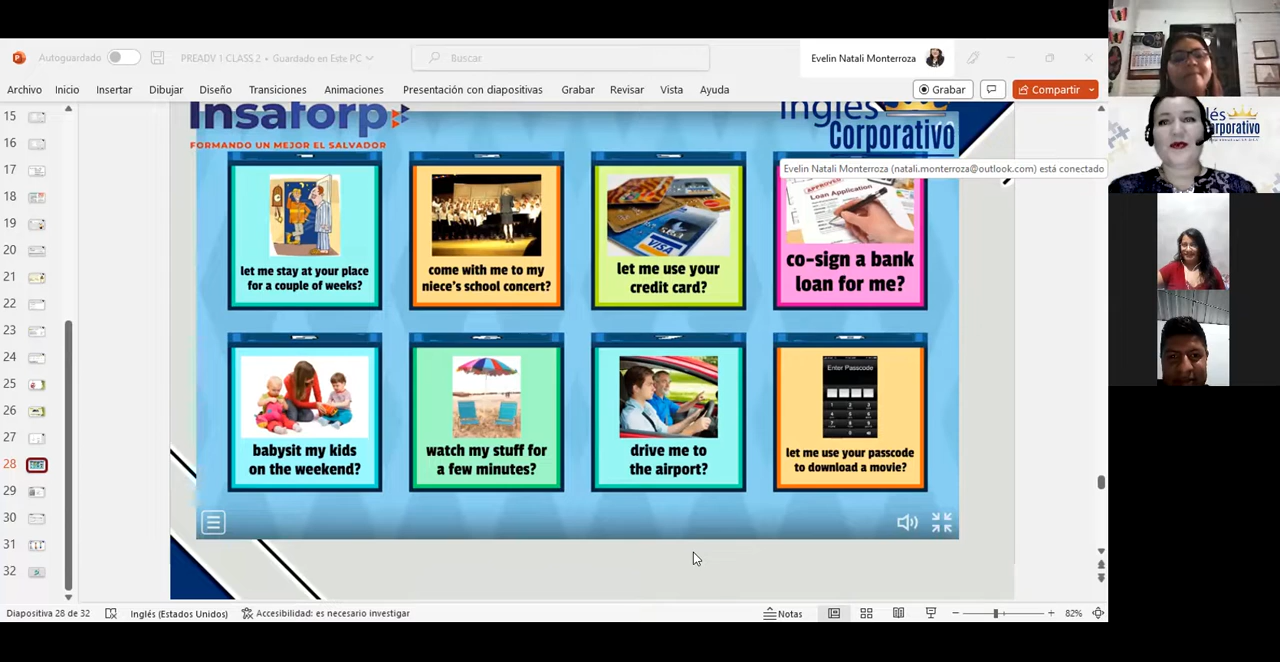 Autoguardado
PREADV 1 CLASS 2 • Guardado en Este PC
Buscar
Evelin Natali Monterroza
Archivo Inicio Insertar Dibujar Diseño Transiciones Animaciones Presentación con diapositivas Grabar Revisar Vista Ayuda
Grabar
Compartir
Insaforp
FORMANDO UN MEJOR EL SALVADOR
Inglés
Corporativo
Evelin Natali Monterroza (natali.monterroza@outlook.com) está conectado
let me stay at your place
for a couple of weeks?
come with me to my
niece's school concert?
VISA
let me use your
credit card?
APPROVED
Loan Application
co-sign a bank
loan for me?
babysit my kids
on the weekend?
watch my stuff for
a few minutes?
drive me to
the airport?
Enter Passcode
let me use your passcode
to download a movie?
15
16
17
18
19
20
21
22
23
24
25
26
27
28
29
30
31
32
Diapositiva 28 de 32
Inglés (Estados Unidos)
Accesibilidad: es necesario investigar
Notas
82%
lés
orporativo